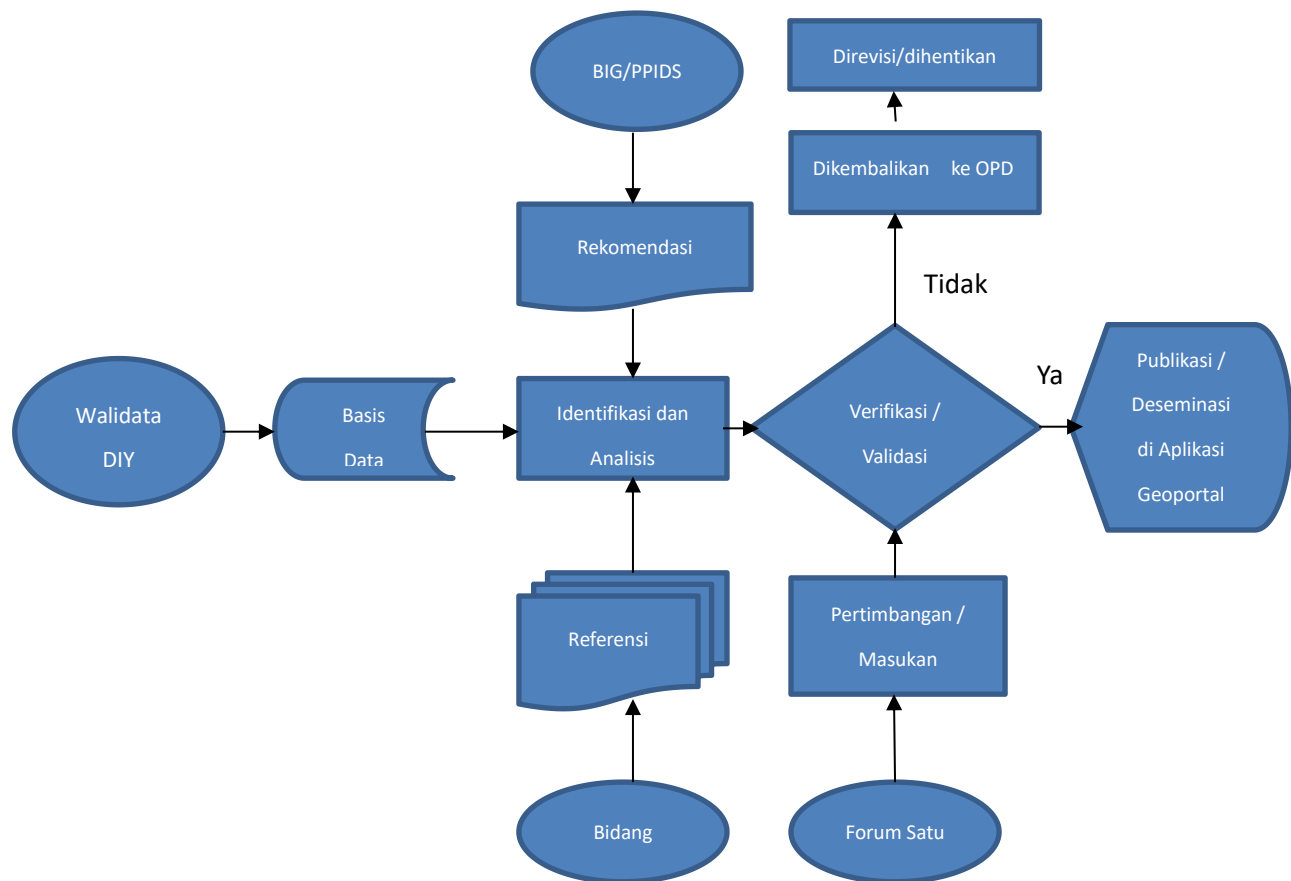 BIG/PPIDS
Direvisi/dihentikan
Dikembalikan ke OPD
Rekomendasi
Tidak
Walidata
DIY
Basis
Data
Identifikasi dan
Analisis
Verifikasi /
Validasi
Ya
Publikasi /
Deseminasi
di Aplikasi
Geoportal
Referensi
Pertimbangan /
Masukan
Bidang
Forum Satu